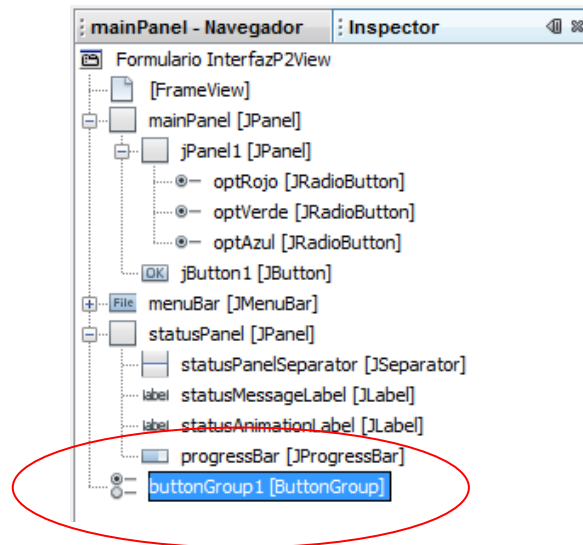 mainPanel - Navegador Inspector
Formulario InterfazP2View
[FrameView]
mainPanel [JPanel]
jPanel1 [JPanel]
optRojo [JRadioButton]
optVerde [JRadioButton]
optAzul [JRadioButton]
OK jButton1 [JButton]
File menuBar [JMenuBar]
statusPanel [JPanel]
statusPanelSeparator [JSeparator]
label statusMessageLabel [JLabel]
label statusAnimationLabel [JLabel]
progressBar [JProgressBar]
buttonGroup1 [ButtonGroup]